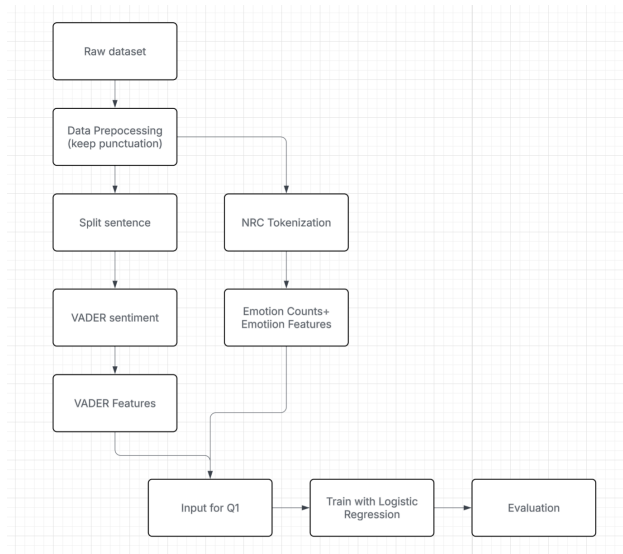 Raw dataset
Data Prepocessing
(keep punctuation)
Split sentence
NRC Tokenization
VADER sentiment
Emotion Counts+
Emotiion Features
VADER Features
Input for Q1
Train with Logistic
Regression
Evaluation